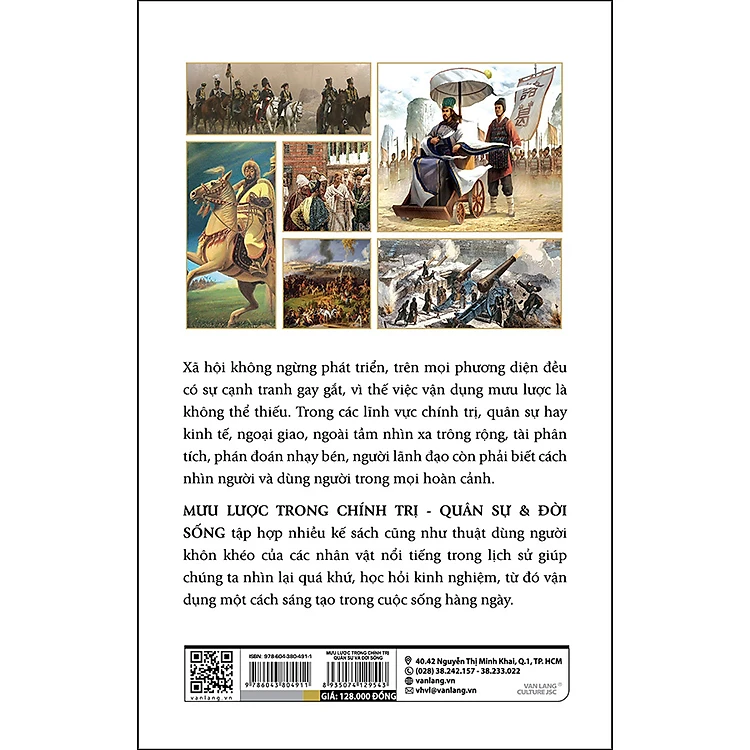 Xã hội không ngừng phát triển, trên mọi phương diện đều
có sự cạnh tranh gay gắt, vì thế việc vận dụng mưu lược là
không thể thiếu. Trong các lĩnh vực chính trị, quân sự hay
kinh tế, ngoại giao, ngoài tầm nhìn xa trông rộng, tài phân
tích, phán đoán nhạy bén, người lãnh đạo còn phải biết cách
nhìn người và dùng người trong mọi hoàn cảnh.
MƯU LƯỢC TRONG CHÍNH TRỊ - QUÂN SỰ & ĐỜI
SỐNG tập hợp nhiều kế sách cũng như thuật dùng người
khôn khéo của các nhân vật nổi tiếng trong lịch sử giúp
chúng ta nhìn lại quá khứ, học hỏi kinh nghiệm, từ đó vận
dụng một cách sáng tạo trong cuộc sống hàng ngày.
vanlang.vn
ISBN: 978-604-380-491-1
9 786043 804911
MƯU LƯỢC TRONG CHÍNH TRỊ
QUÂN SỰ VÀ ĐỜI SỐNG
8 935074 129543
GIÁ: 128.000 ĐỒNG
40.42 Nguyễn Thị Minh Khai, Q.1, TP. HCM
(028) 38.242.157 - 38.233.022
vanlang.vn
vhvl@vanlang.vn
VAN LANG ®
CULTURE JSC